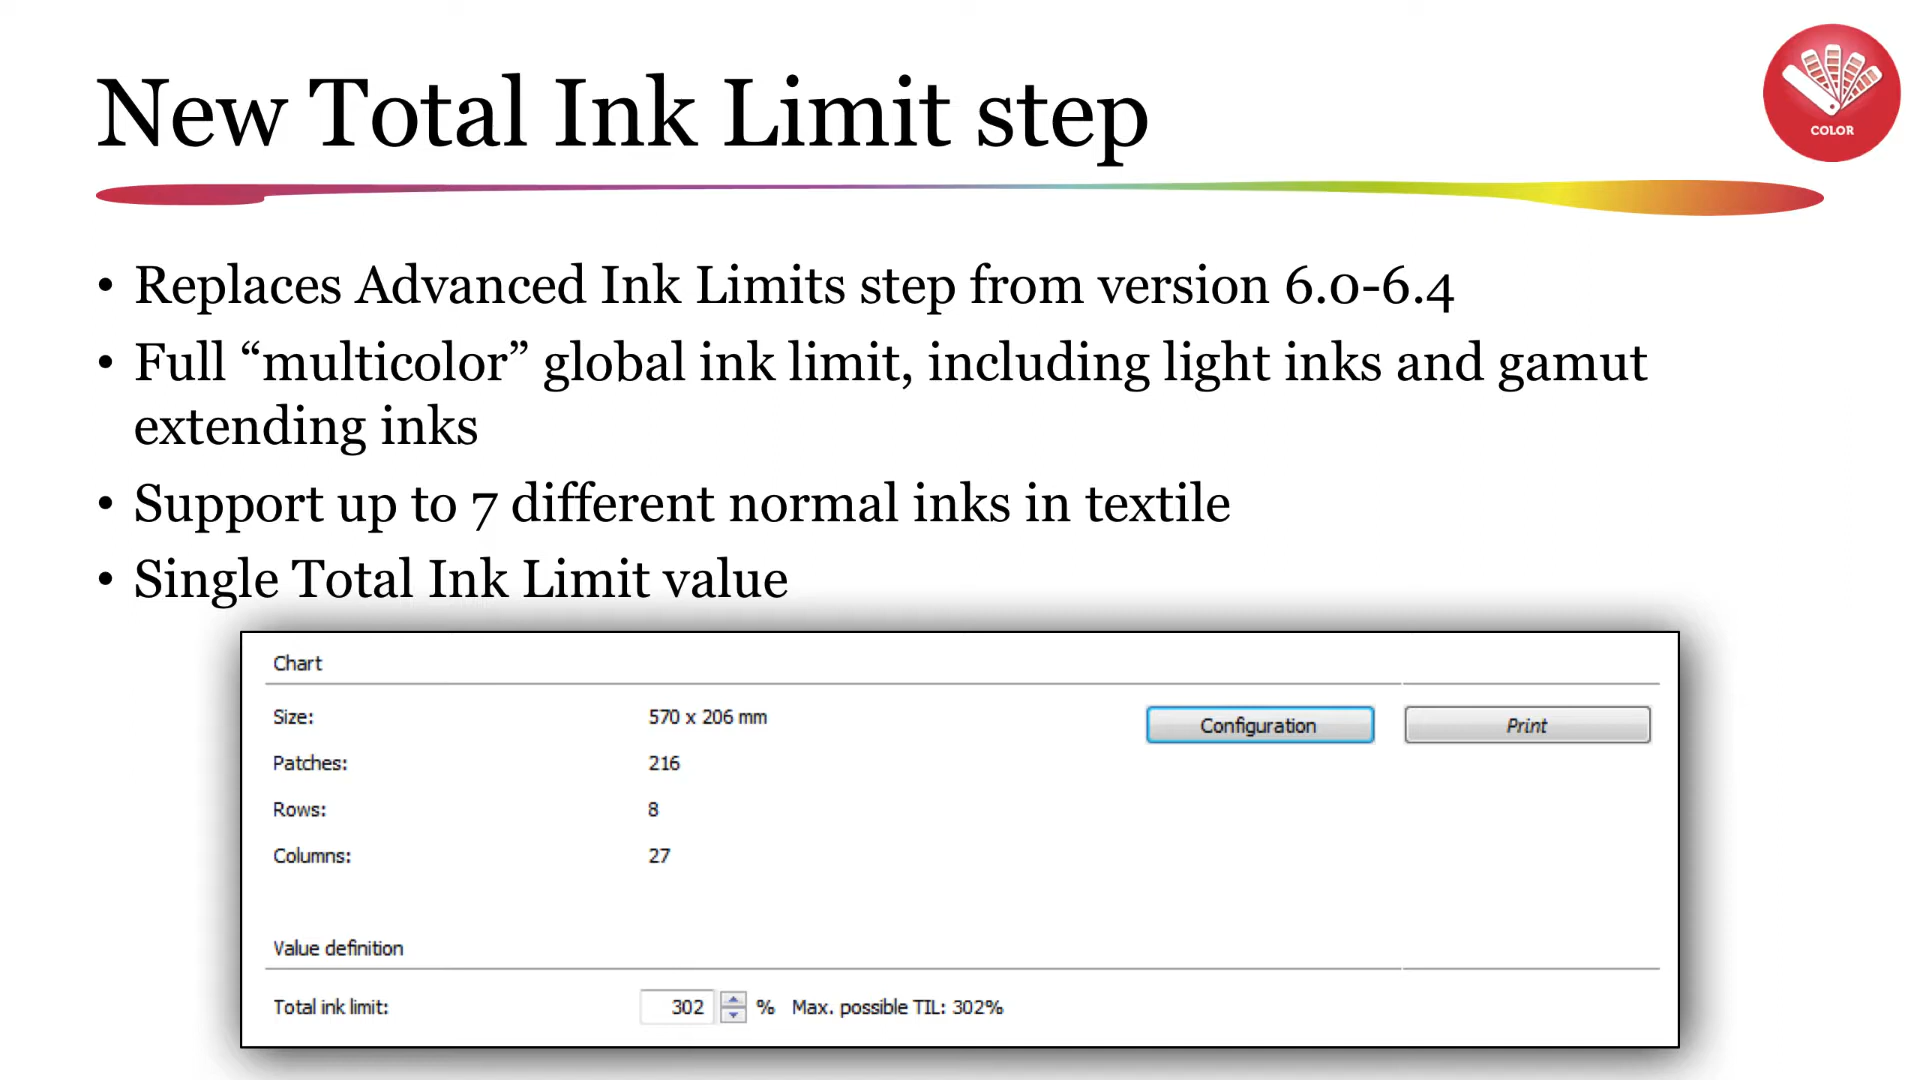 New Total Ink Limit step
COLOR
• Replaces Advanced Ink Limits step from version 6.0-6.4
• Full “multicolor” global ink limit, including light inks and gamut
extending inks
• Support up to 7 different normal inks in textile
• Single Total Ink Limit value
Chart
Size: 570 x 206 mm Configuration Print
Patches: 216
Rows: 8
Columns: 27
Value definition
Total ink limit: 302 % Max. possible TIL: 302%